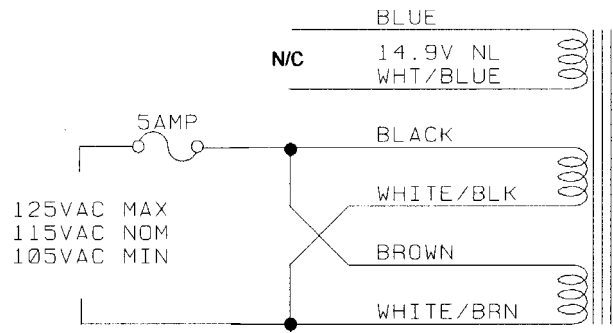 BLUE
N/C
14.9V NL
WHT/BLUE
5AMP
BLACK
125VAC MAX
115VAC NOM
105VAC MIN
WHITE/BLK
BROWN
WHITE/BRN